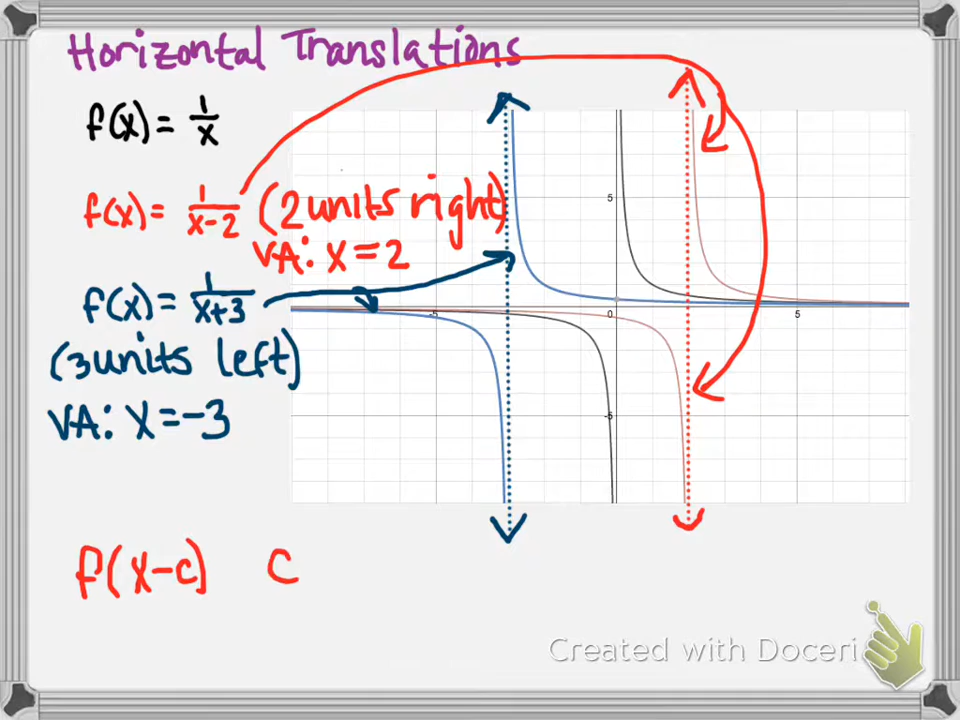 Horizontal Translations
f(x) = 1/x
f(x) = 1/(x-2) (2 units right)
VA: x = 2
f(x) = 1/(x+3)
(3 units left)
VA: x = -3
5
-5
0
5
-5
f(x-c) c
Created with Doceri